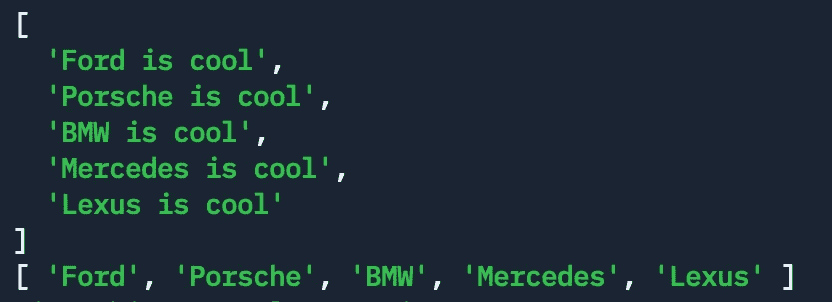 [
'Ford is cool',
'Porsche is cool',
'BMW is cool',
'Mercedes is cool',
'Lexus is cool'
]
[ 'Ford', 'Porsche', 'BMW', 'Mercedes', 'Lexus' ]